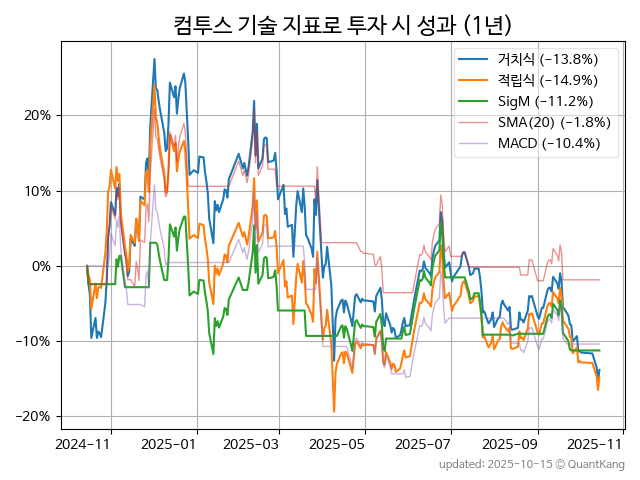 컴투스 기술 지표로 투자 시 성과 (1년)
거치식 (−13.8%)
적립식 (−14.9%)
SigM (−11.2%)
SMA(20) (−1.8%)
MACD (−10.4%)
20%
10%
0%
−10%
−20%
2024-11 2025-01 2025-03 2025-05 2025-07 2025-09 2025-11
updated: 2025-10-15 © QuantKang